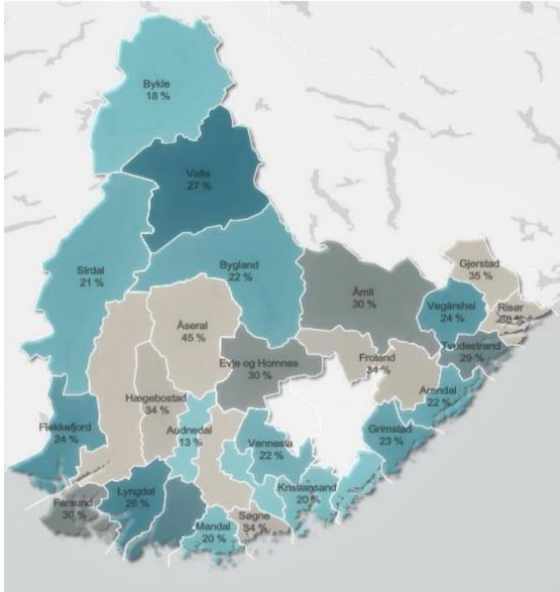 Bykle
18 %
Valle
27 %
Sirdal
21 %
Bygland
22 %
Gjerstad
35 %
Åmli
30 %
Vegårshei
24 %
Risør
Åseral
45 %
Tvedestrand
29 %
Evje og Hornnes
30 %
Froland
34 %
Hægebostad
34 %
Arendal
22 %
Flekkefjord
24 %
Audnedal
13 %
Grimstad
23 %
Vennesla
22 %
Lyngdal
26 %
Kristiansand
20 %
Farsund
30 %
Søgne
34 %
Mandal
20 %